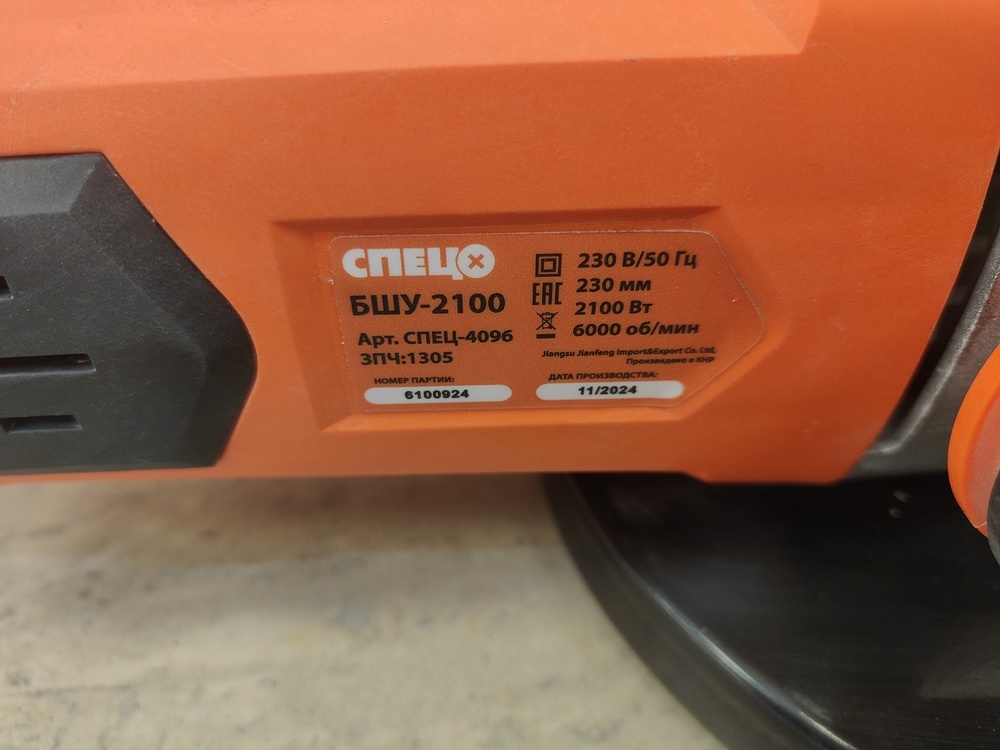 СПЕЦ
БШУ-2100
Арт. СПЕЦ-4096
ЗПЧ:1305
НОМЕР ПАРТИИ:
6100924
230 В/50 Гц
230 мм
EAC
2100 Вт
6000 об/мин
Jiangsu Jianfeng Import&Export Co. Ltd,
Произведено в КНР
ДАТА ПРОИЗВОДСТВА:
11/2024